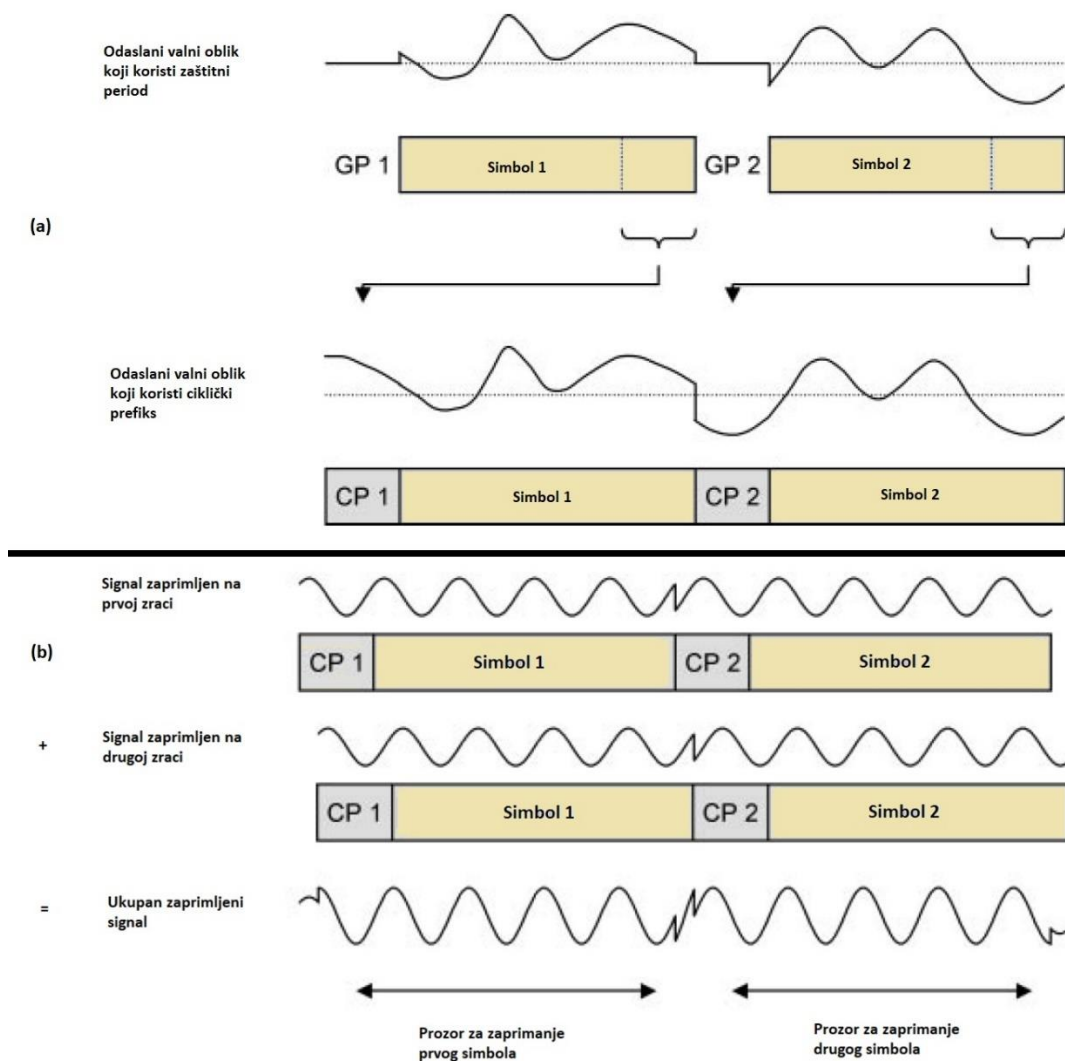 Odaslani valni oblik
koji koristi zaštitni
period
GP 1
Simbol 1
GP 2
Simbol 2
(a)
Odaslani valni oblik
koji koristi ciklički
prefiks
CP 1
Simbol 1
CP 2
Simbol 2
Signal zaprimljen na
prvoj zraci
(b)
CP 1
Simbol 1
CP 2
Simbol 2
+
Signal zaprimljen na
drugoj zraci
CP 1
Simbol 1
CP 2
Simbol 2
=
Ukupan zaprimljeni
signal
Prozor za zaprimanje
prvog simbola
Prozor za zaprimanje
drugog simbola